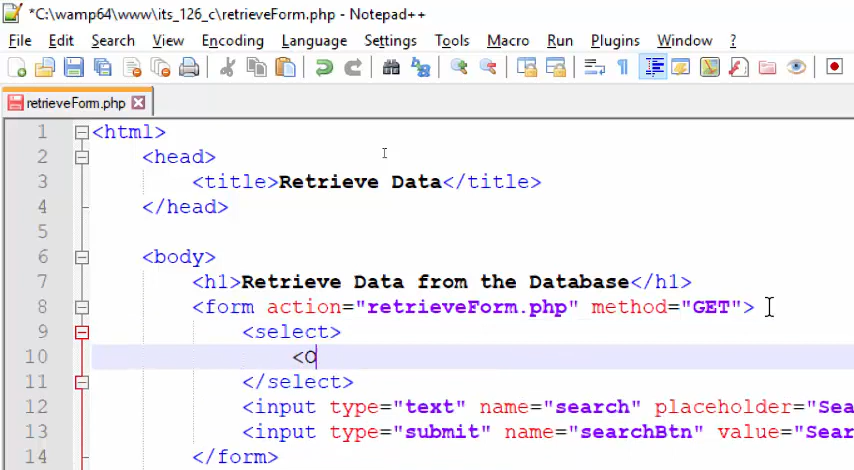 *C:\wamp64\www\its_126_c\retrieveForm.php - Notepad++
File Edit Search View Encoding Language Settings Tools Macro Run Plugins Window ?
retrieveForm.php
1 <html>
2 <head>
3 <title>Retrieve Data</title>
4 </head>
5
6 <body>
7 <h1>Retrieve Data from the Database</h1>
8 <form action="retrieveForm.php" method="GET">
9 <select>
10 <O
11 </select>
12 <input type="text" name="search" placeholder="Sea
13 <input type="submit" name="searchBtn" value="Sear
14 </form>